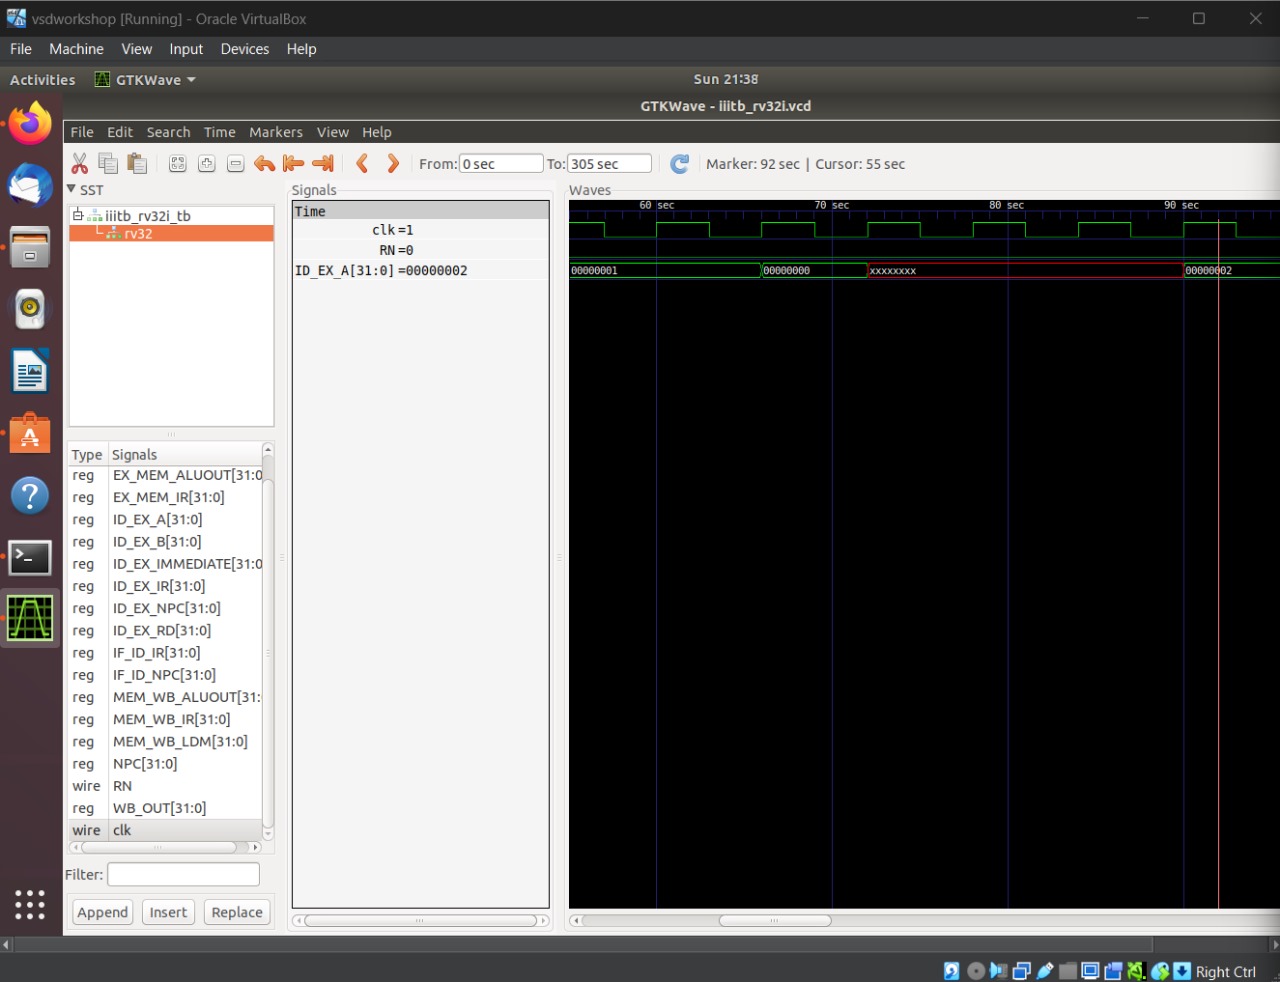 vsdworkshop [Running] - Oracle VirtualBox
File Machine View Input Devices Help
Activities GTKWave Sun 21:38
GTKWave - iiitb_rv32i.vcd
File Edit Search Time Markers View Help
From: 0 sec To: 305 sec Marker: 92 sec | Cursor: 55 sec
SST
iiitb_rv32i_tb
rv32
Type Signals
reg EX_MEM_ALUOUT[31:0
reg EX_MEM_IR[31:0]
reg ID_EX_A[31:0]
reg ID_EX_B[31:0]
reg ID_EX_IMMEDIATE[31:0
reg ID_EX_IR[31:0]
reg ID_EX_NPC[31:0]
reg ID_EX_RD[31:0]
reg IF_ID_IR[31:0]
reg IF_ID_NPC[31:0]
reg MEM_WB_ALUOUT[31:
reg MEM_WB_IR[31:0]
reg MEM_WB_LDM[31:0]
reg NPC[31:0]
wire RN
reg WB_OUT[31:0]
wire clk
Filter:
Append Insert Replace
Signals
Time
clk =1
RN =0
ID_EX_A[31:0] =00000002
Waves
60 sec 70 sec 80 sec 90 sec
00000001 00000000 xxxxxxxx 00000002
Right Ctrl